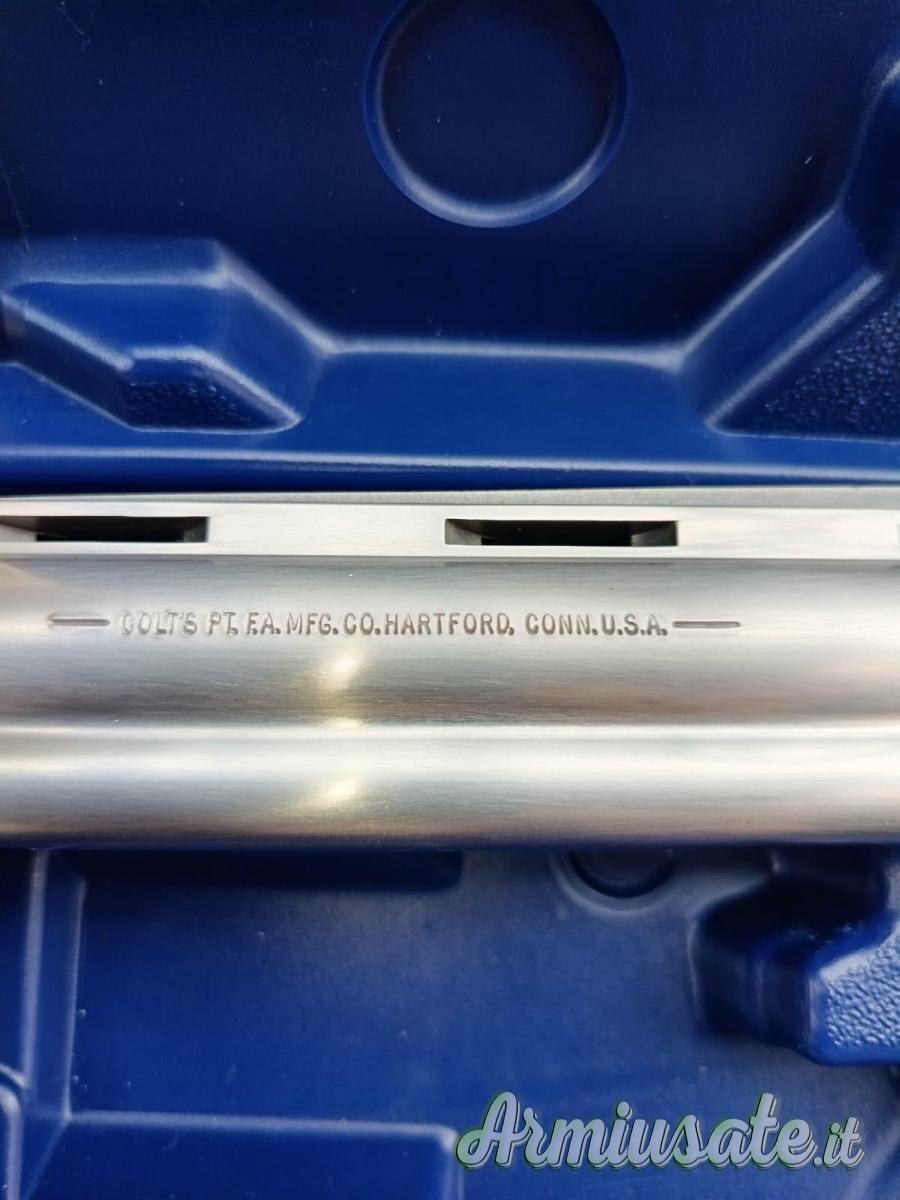 COLT'S PT. F.A. MFG. CO. HARTFORD, CONN. U.S.A.
Armiusate.it